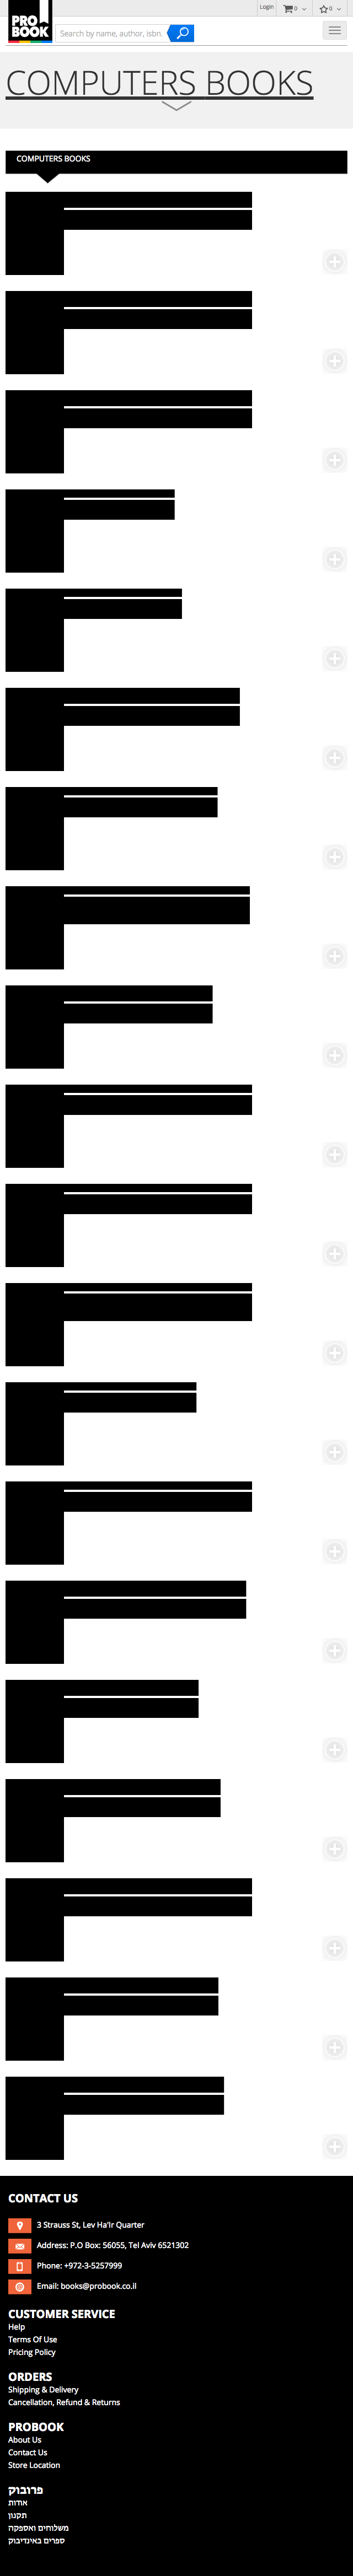 PRO
BOOK
Login
0
0
Search by name, author, isbn.
COMPUTERS BOOKS
COMPUTERS BOOKS
CONTACT US
3 Strauss St, Lev Ha'Ir Quarter
Address: P.O Box: 56055, Tel Aviv 6521302
Phone: +972-3-5257999
Email: books@probook.co.il
CUSTOMER SERVICE
Help
Terms Of Use
Pricing Policy
ORDERS
Shipping & Delivery
Cancellation, Refund & Returns
PROBOOK
About Us
Contact Us
Store Location
פרובוק
אודות
תקנון
משלוחים ואספקה
ספרים באינדיבוק